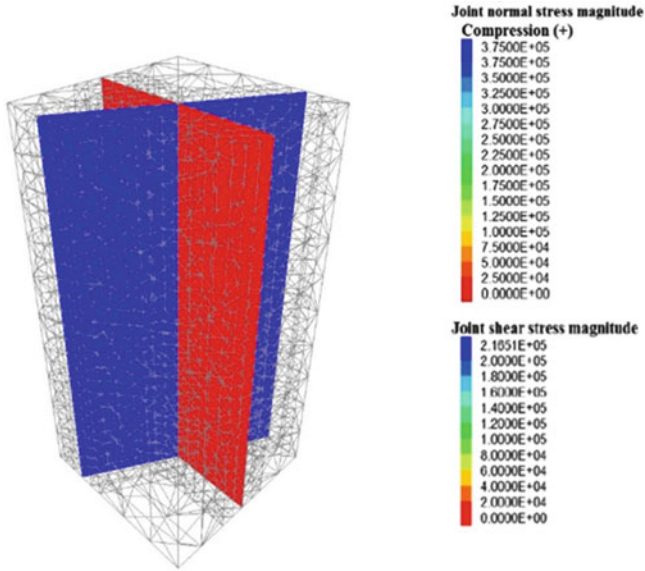 Joint normal stress magnitude
Compression (+)
3.7500E+05
3.7500E+05
3.5000E+05
3.2500E+05
3.0000E+05
2.7500E+05
2.5000E+05
2.2500E+05
2.0000E+05
1.7500E+05
1.5000E+05
1.2500E+05
1.0000E+05
7.5000E+04
5.0000E+04
2.5000E+04
0.0000E+00
Joint shear stress magnitude
2.1651E+05
2.0000E+05
1.8000E+05
1.6000E+05
1.4000E+05
1.2000E+05
1.0000E+05
8.0000E+04
6.0000E+04
4.0000E+04
2.0000E+04
0.0000E+00